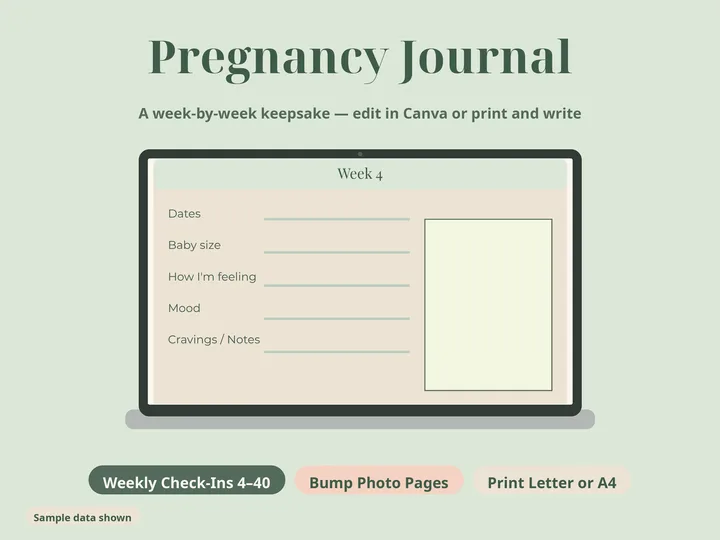 Pregnancy Journal
A week-by-week keepsake — edit in Canva or print and write
Week 4
Dates
Baby size
How I'm feeling
Mood
Cravings / Notes
Weekly Check-Ins 4–40
Bump Photo Pages
Print Letter or A4
Sample data shown